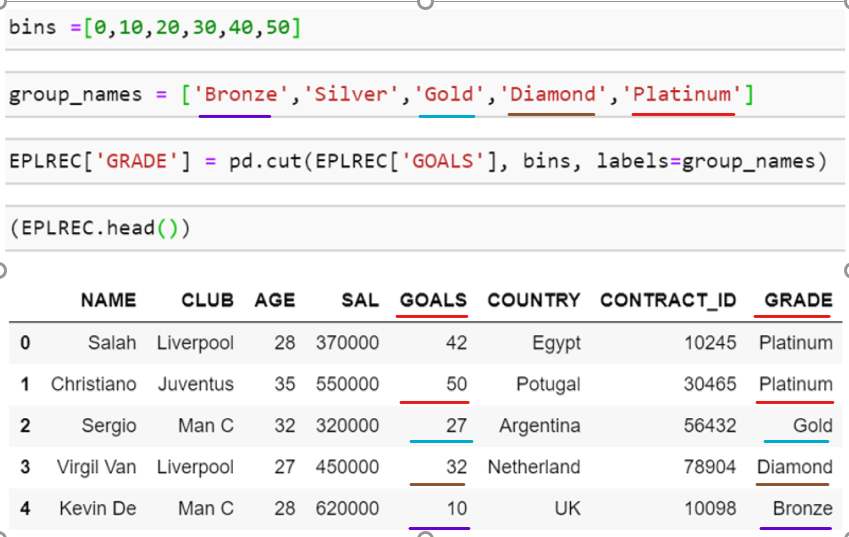 bins =[0,10,20,30,40,50]
group_names = ['Bronze','Silver','Gold','Diamond','Platinum']
EPLREC['GRADE'] = pd.cut(EPLREC['GOALS'], bins, labels=group_names)
(EPLREC.head())
NAME CLUB AGE SAL GOALS COUNTRY CONTRACT_ID GRADE
0 Salah Liverpool 28 370000 42 Egypt 10245 Platinum
1 Christiano Juventus 35 550000 50 Potugal 30465 Platinum
2 Sergio Man C 32 320000 27 Argentina 56432 Gold
3 Virgil Van Liverpool 27 450000 32 Netherland 78904 Diamond
4 Kevin De Man C 28 620000 10 UK 10098 Bronze